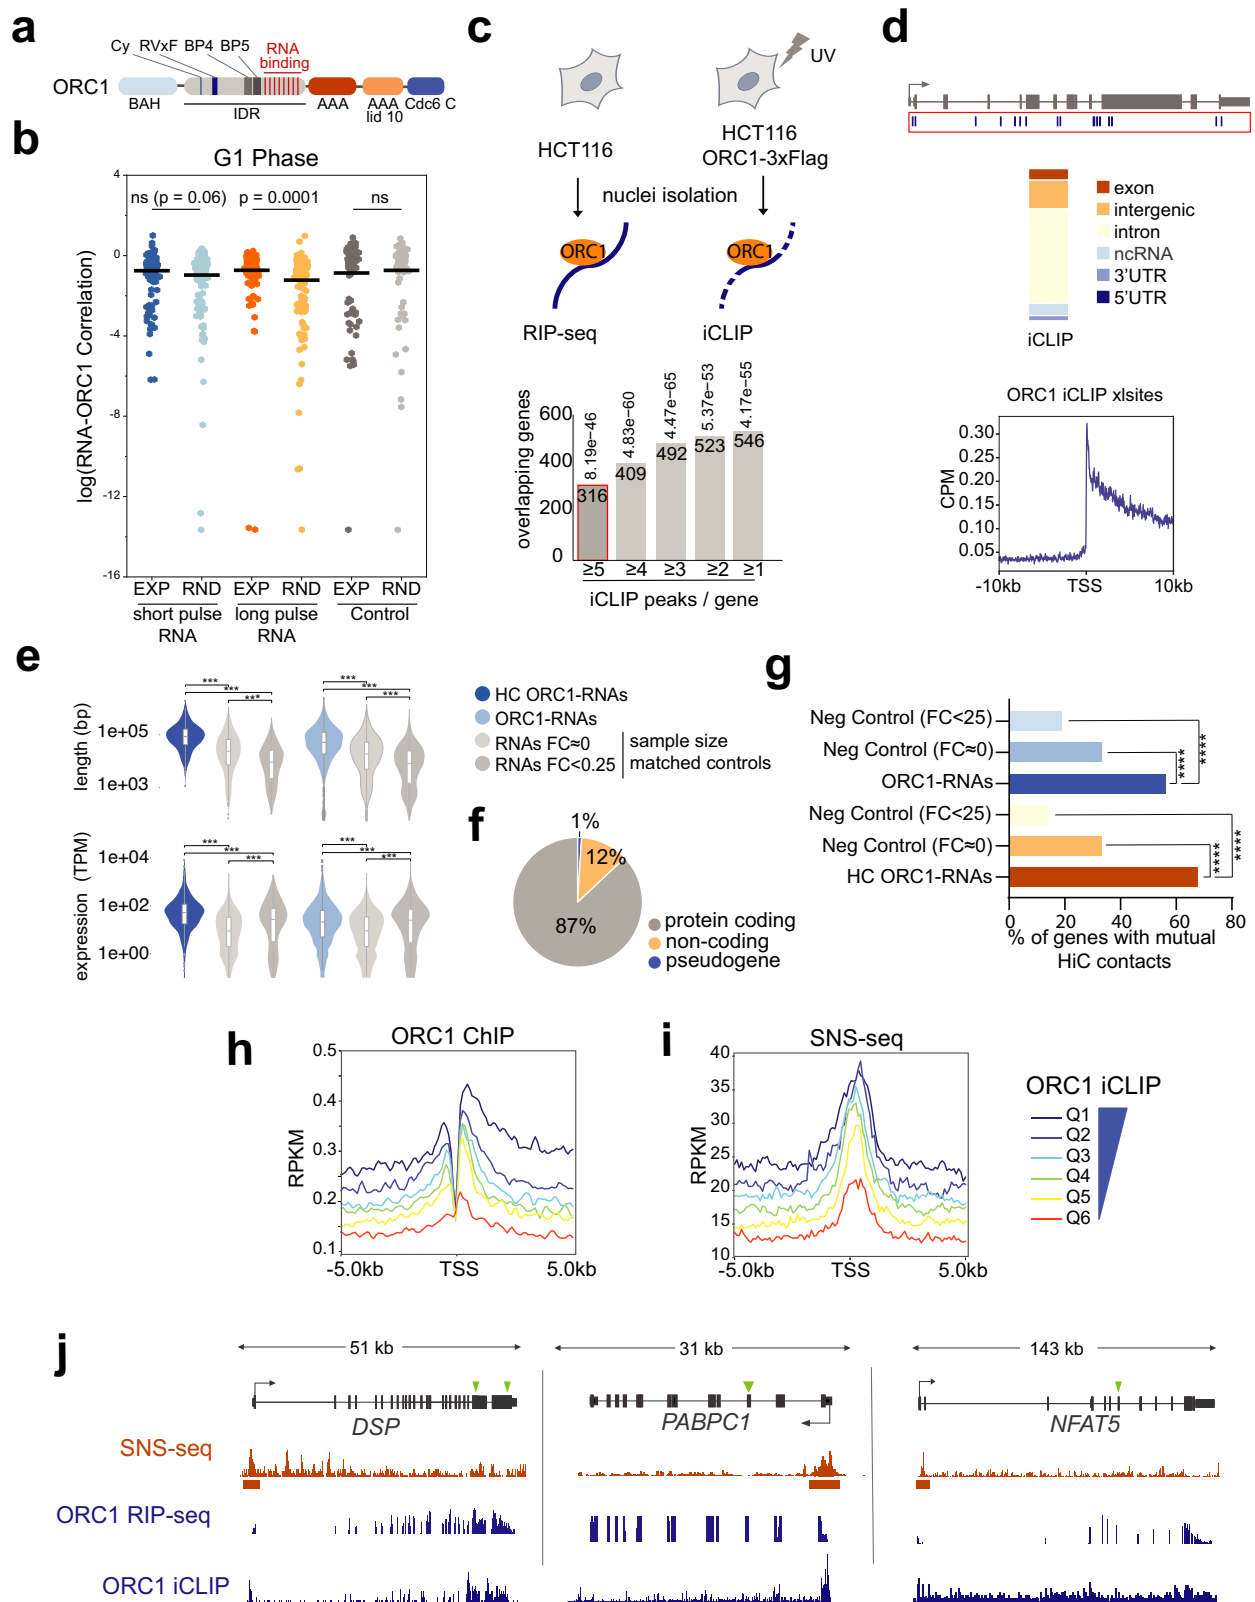 a
Cy RVxF BP4 BP5 RNA
binding
ORC1
BAH
IDR
AAA
AAA
lid 10
Cdc6 C
b
G1 Phase
ns (p = 0.06) p = 0.0001 ns
log(RNA-ORC1 Correlation)
4
0
-4
-8
-12
-16
EXP RND EXP RND EXP RND
short pulse
RNA
long pulse
RNA
Control
c
UV
HCT116
HCT116
ORC1-3xFlag
nuclei isolation
ORC1
ORC1
RIP-seq
iCLIP
overlapping genes
600
400
200
0
8.19e−46
4.83e−60
4.47e−65
5.37e−53
4.17e−55
316
409
492
523
546
≥5 ≥4 ≥3 ≥2 ≥1
iCLIP peaks / gene
d
exon
intergenic
intron
ncRNA
3'UTR
5'UTR
iCLIP
ORC1 iCLIP xlsites
CPM
0.30
0.25
0.20
0.15
0.10
0.05
-10kb TSS 10kb
e
length (bp)
1e+05
1e+03
*** *** ***
*** *** ***
expression (TPM)
1e+04
1e+02
1e+00
*** *** ***
*** *** ***
HC ORC1-RNAs
ORC1-RNAs
RNAs FC≈0
RNAs FC<0.25
sample size
matched controls
f
1%
12%
87%
protein coding
non-coding
pseudogene
g
Neg Control (FC<25)
Neg Control (FC≈0)
ORC1-RNAs
Neg Control (FC<25)
Neg Control (FC≈0)
HC ORC1-RNAs
****
****
****
****
0 20 40 60 80
% of genes with mutual
HiC contacts
h
ORC1 ChIP
RPKM
0.5
0.4
0.3
0.2
0.1
-5.0kb TSS 5.0kb
i
SNS-seq
RPKM
40
35
30
25
20
15
10
-5.0kb TSS 5.0kb
ORC1 iCLIP
Q1
Q2
Q3
Q4
Q5
Q6
j
51 kb 31 kb 143 kb
DSP PABPC1 NFAT5
SNS-seq
ORC1 RIP-seq
ORC1 iCLIP